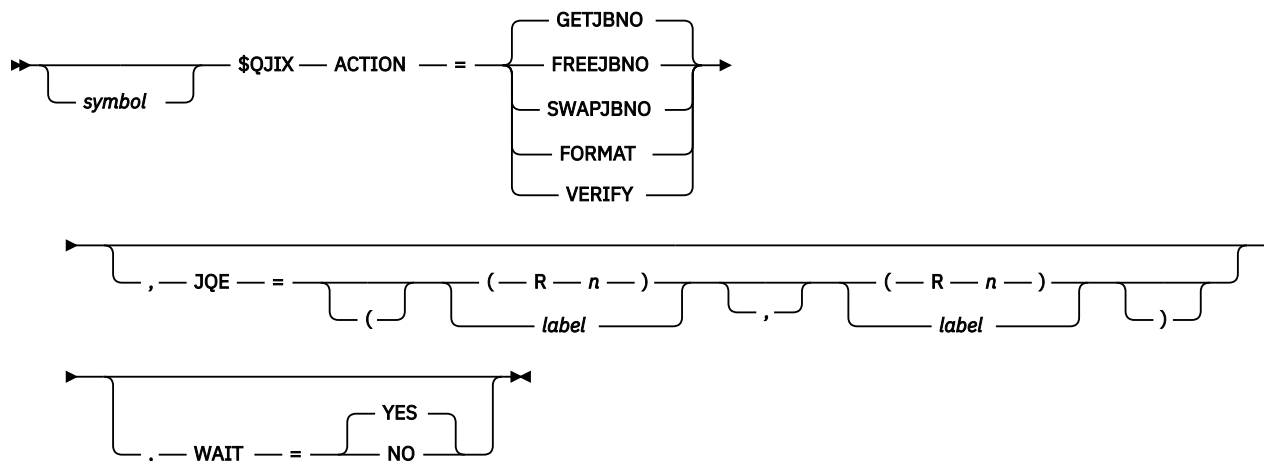 GETJBNO
$QJIX ACTION = FREEJBNO
symbol SWAPJBNO
FORMAT
VERIFY
, JQE = ( R n ) ( R n )
( label , label )
YES
, WAIT = NO